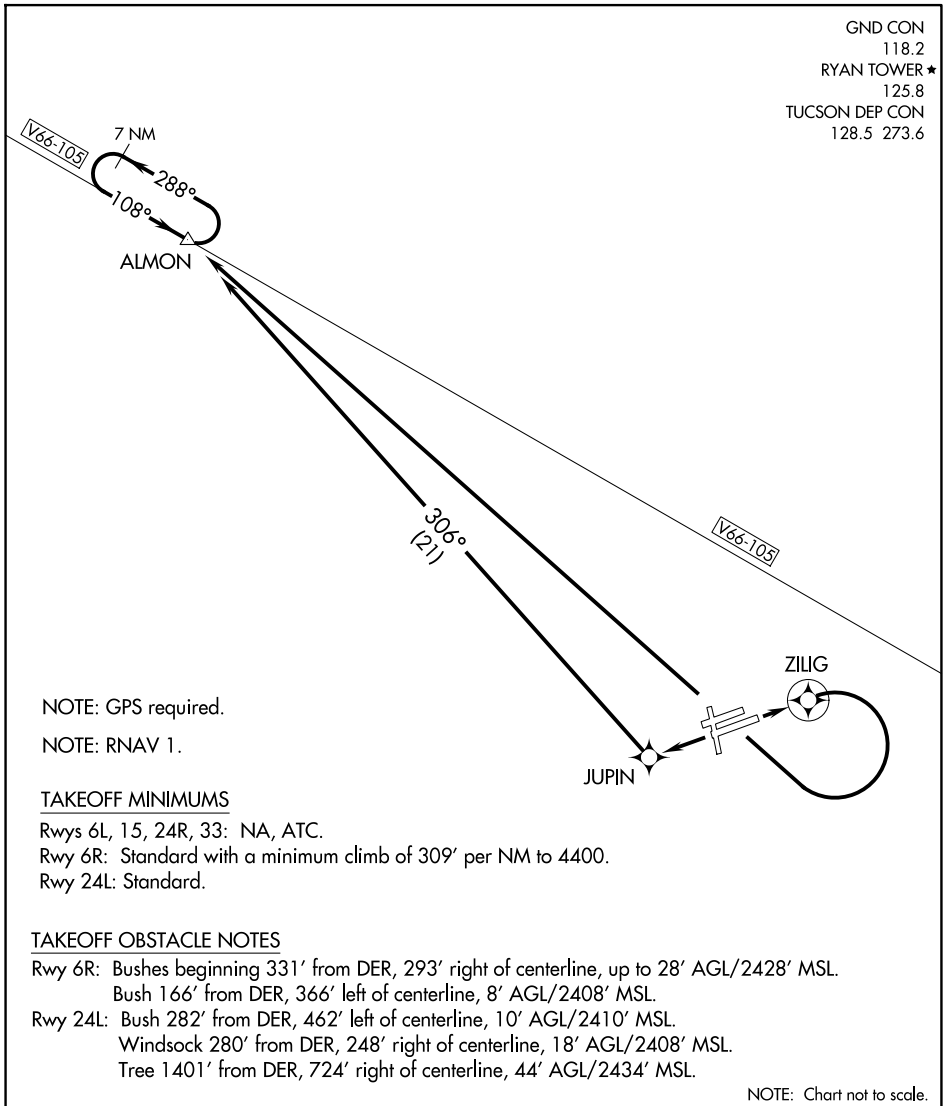 GND CON
118.2
RYAN TOWER ★
125.8
TUCSON DEP CON
128.5 273.6
V66-105
7 NM
288°
108°
ALMON
306°
(21)
V66-105
ZILIG
JUPIN
NOTE: GPS required.
NOTE: RNAV 1.
TAKEOFF MINIMUMS
Rwys 6L, 15, 24R, 33: NA, ATC.
Rwy 6R: Standard with a minimum climb of 309' per NM to 4400.
Rwy 24L: Standard.
TAKEOFF OBSTACLE NOTES
Rwy 6R: Bushes beginning 331' from DER, 293' right of centerline, up to 28' AGL/2428' MSL.
Bush 166' from DER, 366' left of centerline, 8' AGL/2408' MSL.
Rwy 24L: Bush 282' from DER, 462' left of centerline, 10' AGL/2410' MSL.
Windsock 280' from DER, 248' right of centerline, 18' AGL/2408' MSL.
Tree 1401' from DER, 724' right of centerline, 44' AGL/2434' MSL.
NOTE: Chart not to scale.